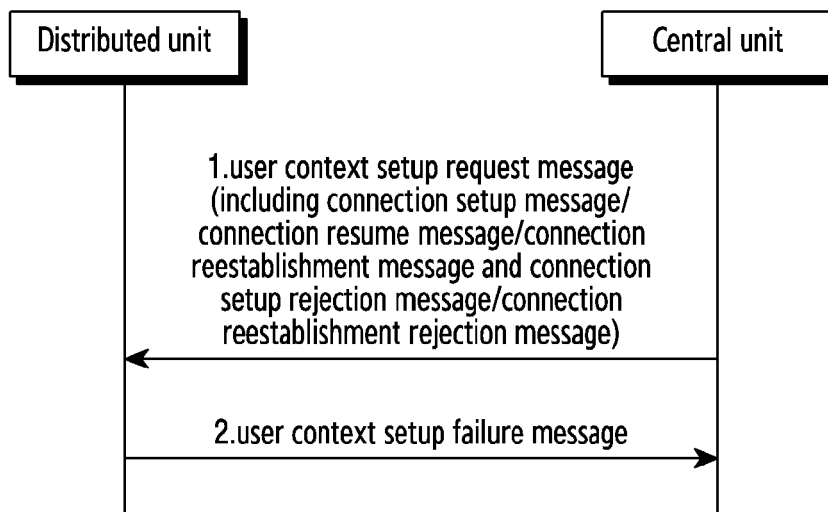 Distributed unit
Central unit
1.user context setup request message
(including connection setup message/
connection resume message/connection
reestablishment message and connection
setup rejection message/connection
reestablishment rejection message)
2.user context setup failure message